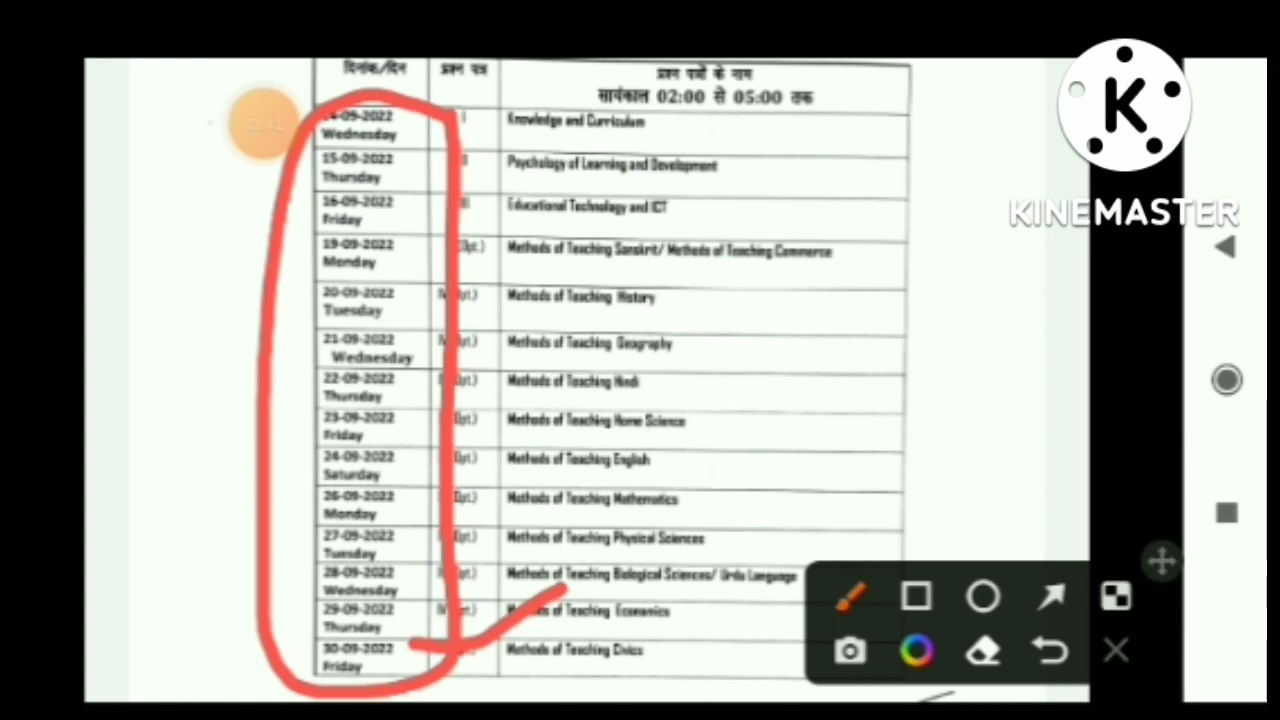 दिनांक/दिन
प्रश्न पत्र
प्रश्न पत्रों के नाम
सायंकाल 02:00 से 05:00 तक
K
KINEMASTER
-09-2022
Wednesday
I
Knowledge and Curriculum
15-09-2022
Thursday
Psychology of Learning and Development
16-09-2022
Friday
Educational Technology and ICT
19-09-2022
Monday
Opt.)
Methods of Teaching Sanskrit/ Methods of Teaching Commerce
20-09-2022
Tuesday
Methods of Teaching History
21-09-2022
Wednesday
Methods of Teaching Geography
22-09-2022
Thursday
Methods of Teaching Hindi
23-09-2022
Friday
Methods of Teaching Home Science
24-09-2022
Saturday
Methods of Teaching English
26-09-2022
Monday
Methods of Teaching Mathematics
27-09-2022
Tuesday
Methods of Teaching Physical Sciences
28-09-2022
Wednesday
Methods of Teaching Biological Sciences/ Urdu Language
29-09-2022
Thursday
Methods of Teaching Economics
30-09-2022
Friday
Methods of Teaching Civics